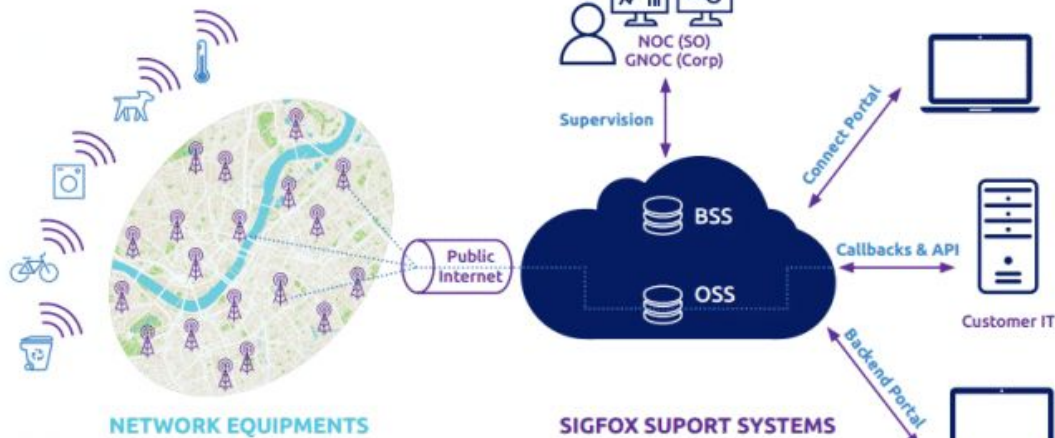 NOC (SO)
GNOC (Corp)
Supervision
Connect Portal
Public
Internet
BSS
OSS
Callbacks & API
Customer IT
Backend Portal
NETWORK EQUIPMENTS
SIGFOX SUPORT SYSTEMS